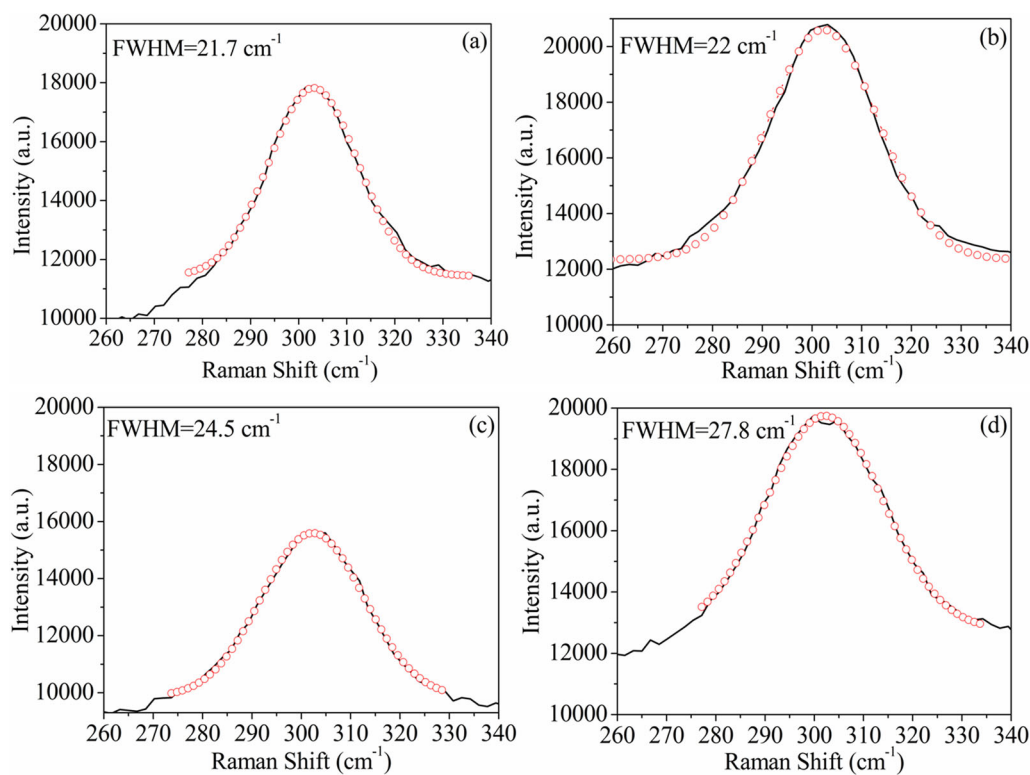 20000
18000
16000
14000
12000
10000
FWHM=21.7 cm⁻¹
(a)
Intensity (a.u.)
260 270 280 290 300 310 320 330 340
Raman Shift (cm⁻¹)
20000
18000
16000
14000
12000
10000
FWHM=22 cm⁻¹
(b)
Intensity (a.u.)
260 270 280 290 300 310 320 330 340
Raman Shift (cm⁻¹)
20000
18000
16000
14000
12000
10000
FWHM=24.5 cm⁻¹
(c)
Intensity (a.u.)
260 270 280 290 300 310 320 330 340
Raman Shift (cm⁻¹)
20000
18000
16000
14000
12000
10000
FWHM=27.8 cm⁻¹
(d)
Intensity (a.u.)
260 270 280 290 300 310 320 330 340
Raman Shift (cm⁻¹)